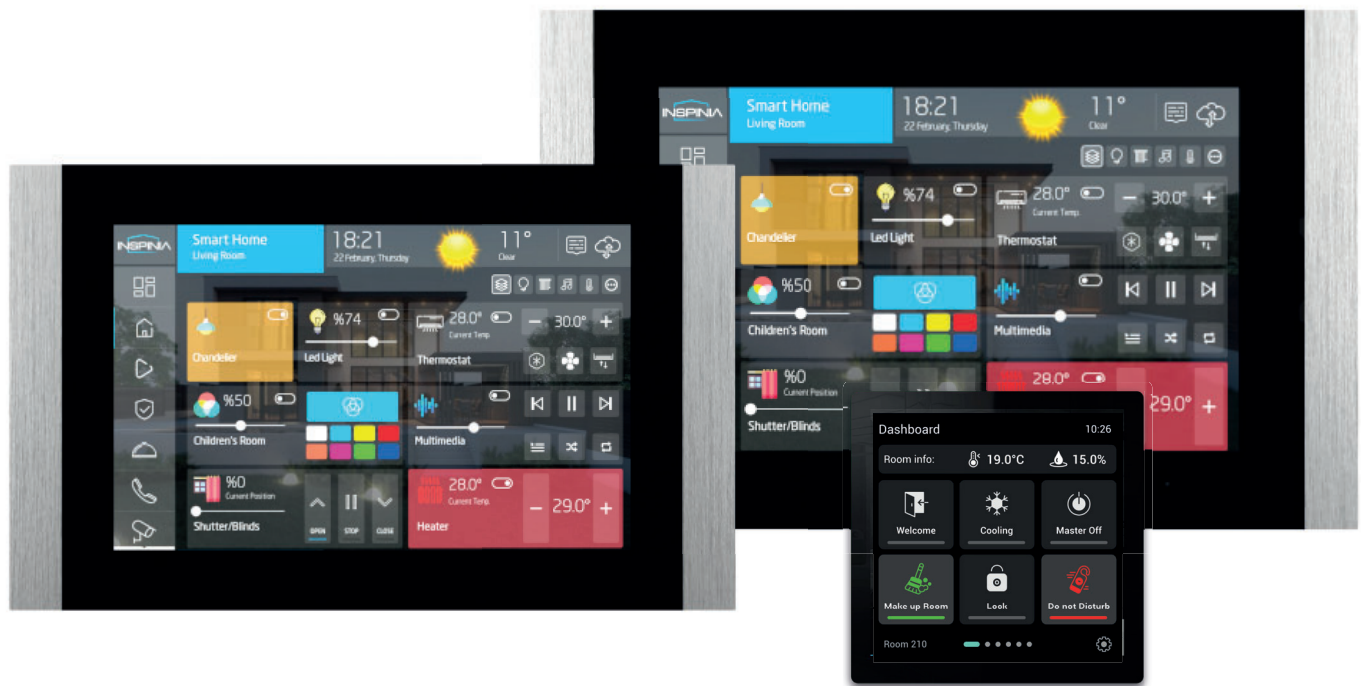 INSPINIA
Smart Home
Living Room
18:21
22 February, Thursday
11°
Clear
Chandelier
%74
Led Light
28.0°
Current Temp.
Thermostat
30.0°
%50
Children's Room
Multimedia
%0
Current Position
Shutter/Blinds
28.0°
29.0°
INSPINIA
Smart Home
Living Room
18:21
22 February, Thursday
11°
Clear
Chandelier
%74
Led Light
28.0°
Current Temp.
Thermostat
30.0°
%50
Children's Room
Multimedia
%0
Current Position
Shutter/Blinds
OPEN
STOP
CLOSE
28.0°
Current Temp.
Heater
29.0°
Dashboard
10:26
Room info:
19.0°C
15.0%
Welcome
Cooling
Master Off
Make up Room
Look
Do not Disturb
Room 210